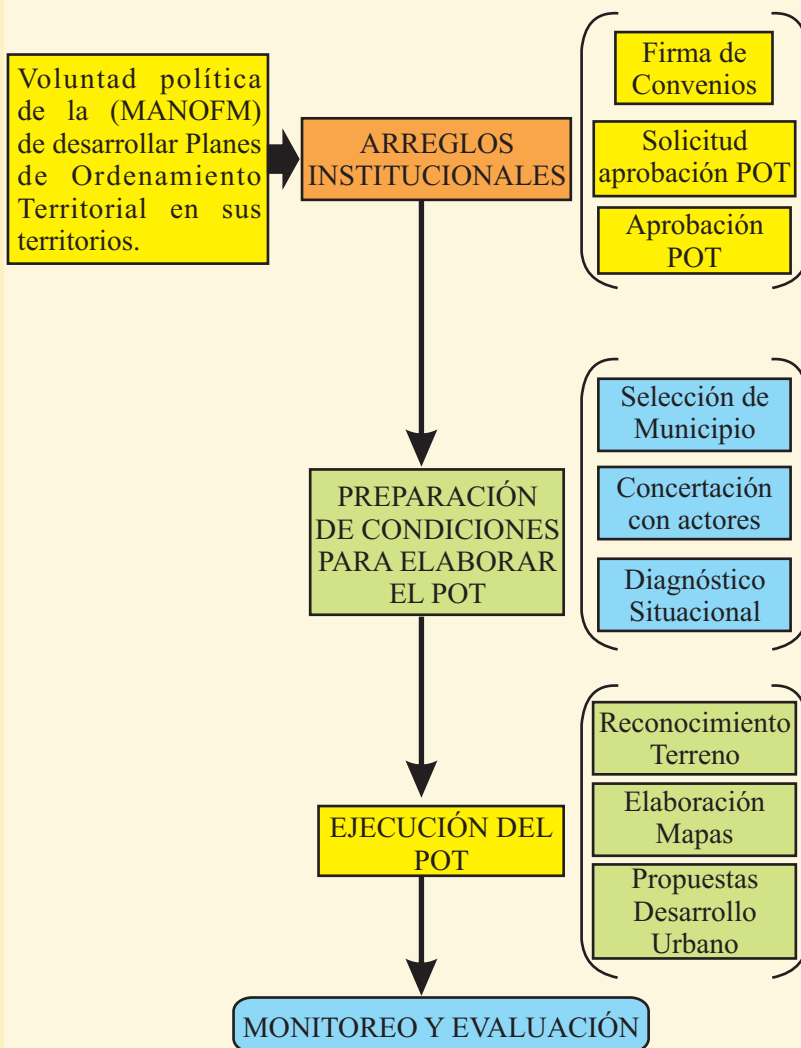 Voluntad política
de la (MANOFM)
de desarrollar Planes
de Ordenamiento
Territorial en sus
territorios.
ARREGLOS
INSTITUCIONALES
Firma de
Convenios
Solicitud
aprobación POT
Aprobación
POT
PREPARACIÓN
DE CONDICIONES
PARA ELABORAR
EL POT
Selección de
Municipio
Concertación
con actores
Diagnóstico
Situacional
EJECUCIÓN DEL
POT
Reconocimiento
Terreno
Elaboración
Mapas
Propuestas
Desarrollo
Urbano
MONITOREO Y EVALUACIÓN